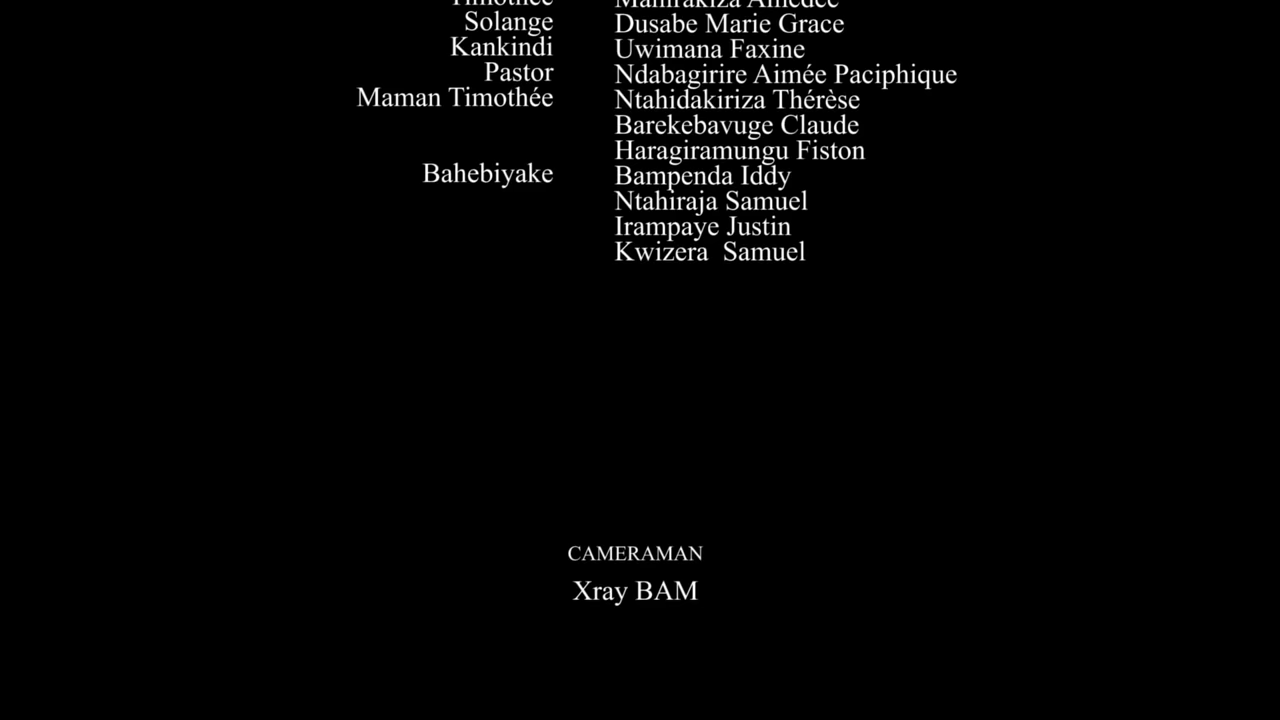 Timothée
Solange Dusabe Marie Grace
Kankindi Uwimana Faxine
Pastor Ndabagirire Aimée Paciphique
Maman Timothée Ntahidakiriza Thérèse
Barekebavuge Claude
Haragiramungu Fiston
Bahebiyake Bampenda Iddy
Ntahiraja Samuel
Irampaye Justin
Kwizera Samuel
CAMERAMAN
Xray BAM